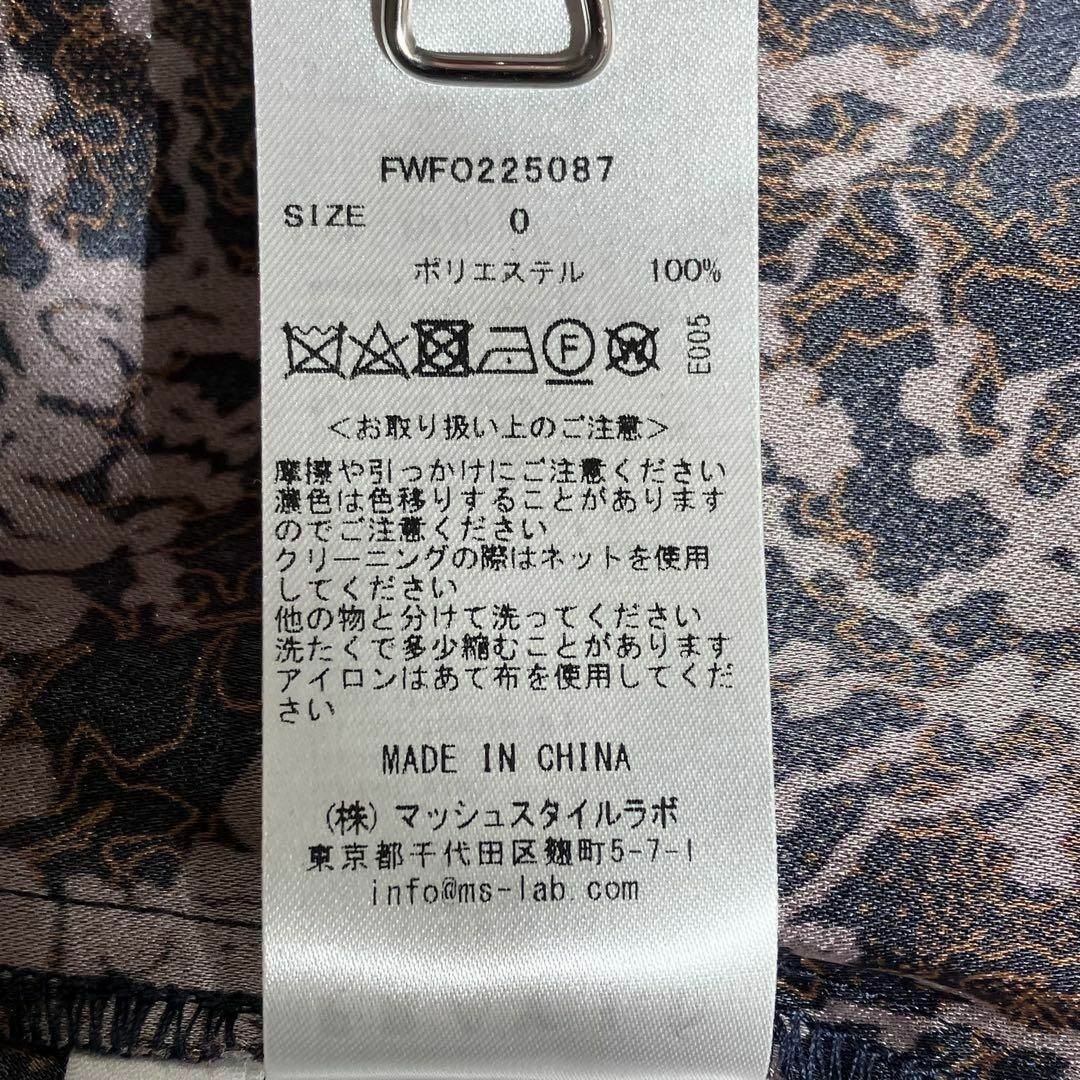 FWFO225087
SIZE 0
ポリエステル 100%
F W E005
<お取り扱い上のご注意>
摩擦や引っかけにご注意ください
濃色は色移りすることがあります
のでご注意ください
クリーニングの際はネットを使用
してください
他の物と分けて洗ってください
洗たくで多少縮むことがあります
アイロンはあて布を使用してくだ
さい
MADE IN CHINA
(株)マッシュスタイルラボ
東京都千代田区麹町5-7-1
info@ms-lab.com